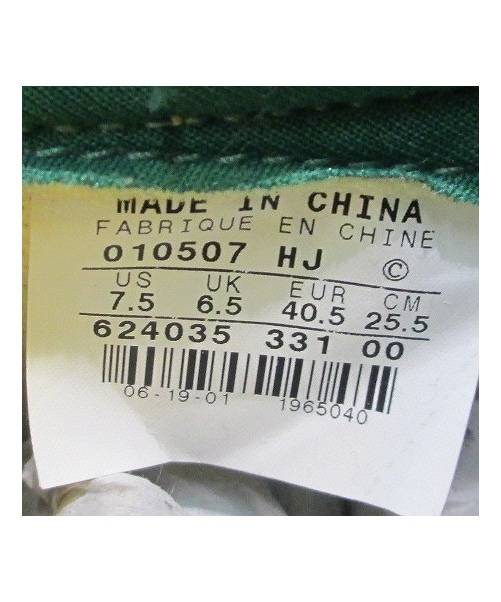 MADE IN CHINA
FABRIQUE EN CHINE
010507 HJ ©
US UK EUR CM
7.5 6.5 40.5 25.5
624035 331 00
06-19-01 1965040